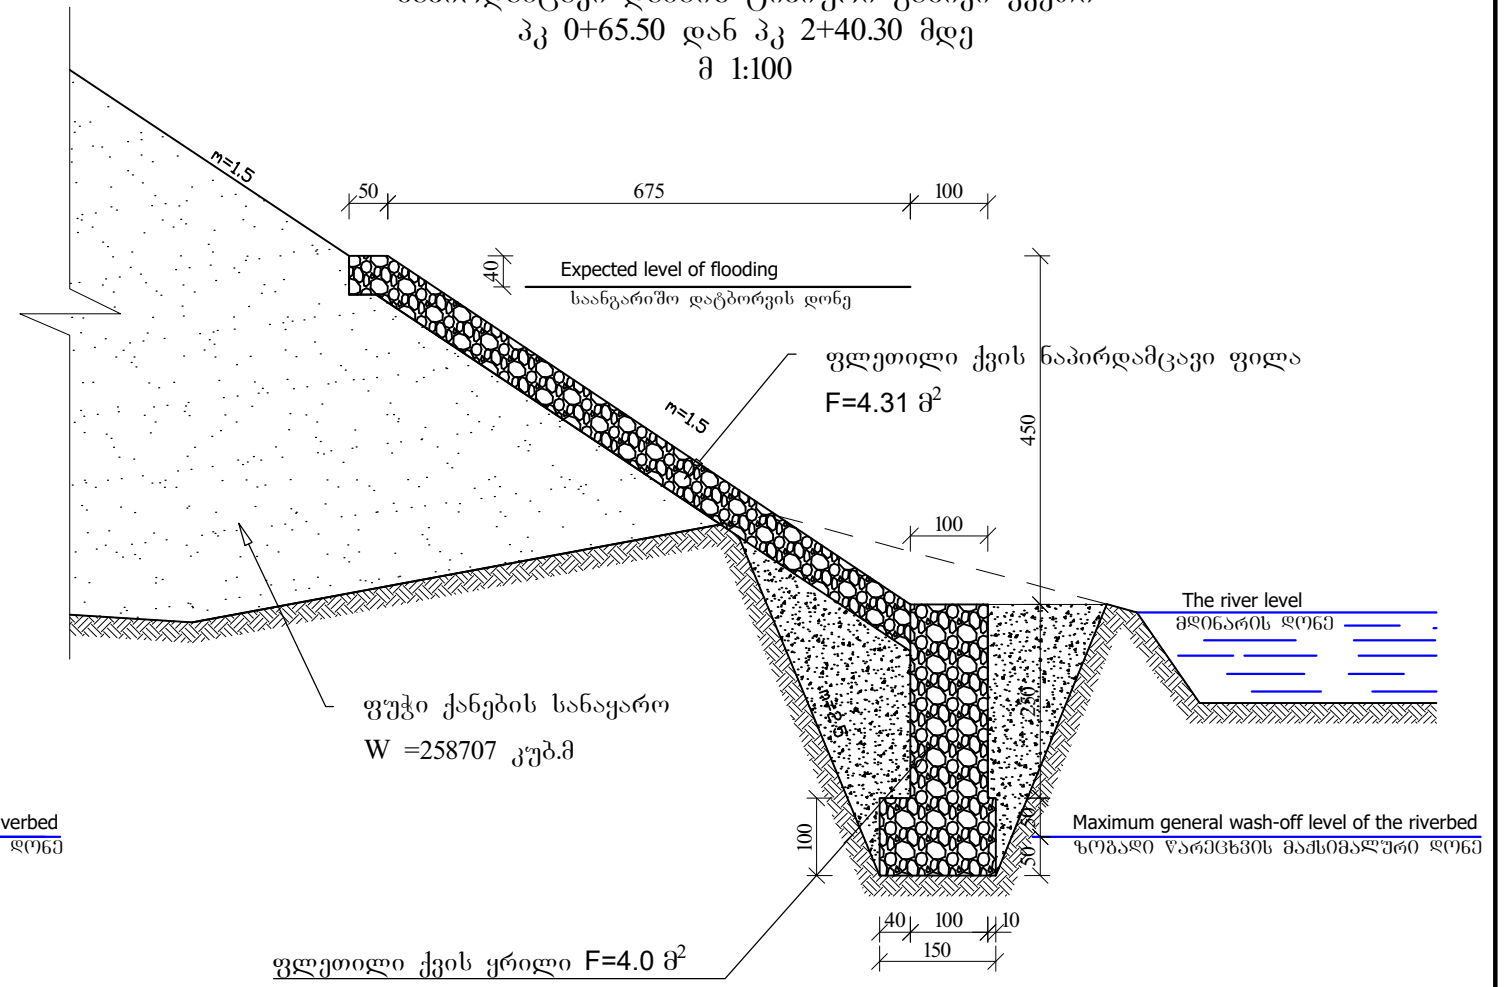 პკ 0+65.50 დან პკ 2+40.30 მდე
მ 1:100
m=1.5
50
675
100
40
Expected level of flooding
საანგარიშო დატბორვის დონე
ფლეთილი ქვის ნაპირდამცავი ფილა
F=4.31 მ²
m=1.5
450
100
The river level
მდინარის დონე
250
ფუჭი ქანების სანაყარო
W =258707 კუბ.მ
verbed
დონე
100
50
50
Maximum general wash-off level of the riverbed
ზოგადი წარეცხვის მაქსიმალური დონე
40
100
10
150
ფლეთილი ქვის ყრილი F=4.0 მ²